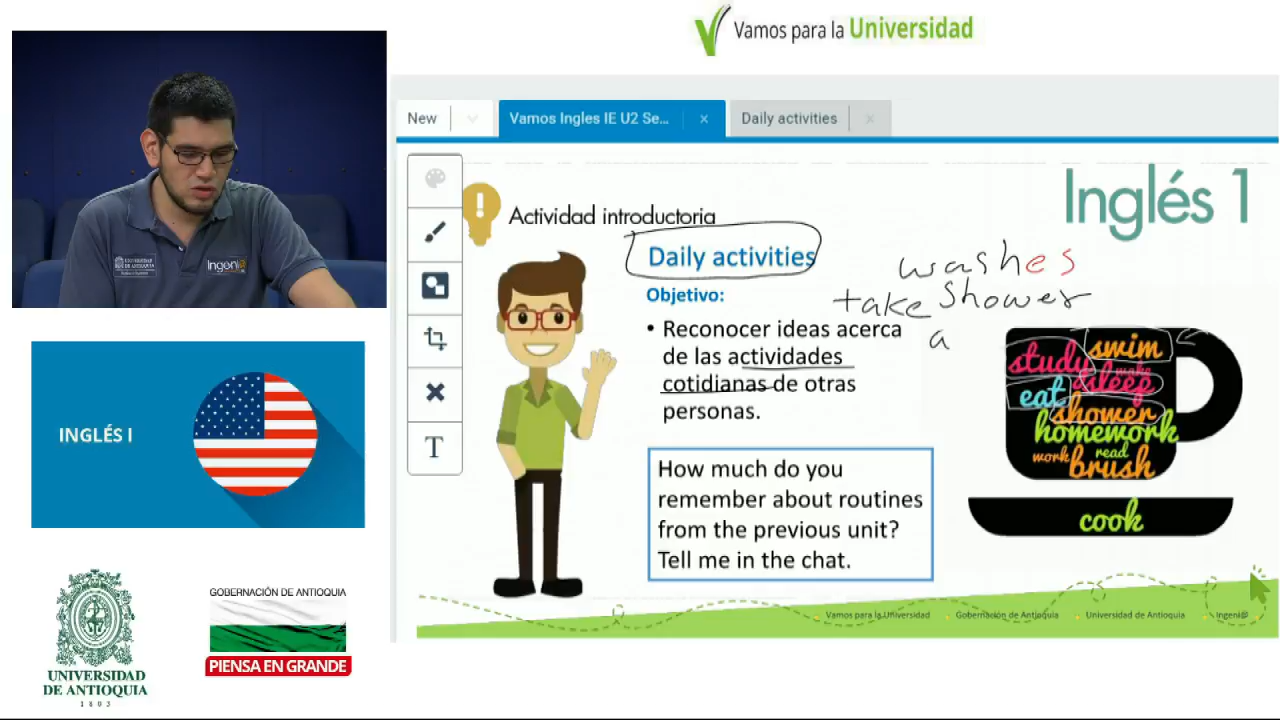 Vamos para la Universidad
New
Vamos Ingles IE U2 Se...
×
Daily activities
×
Inglés 1
Actividad introductoria
Daily activities
Objetivo:
• Reconocer ideas acerca
de las actividades
cotidianas de otras
personas.
washes
take shower
a
How much do you
remember about routines
from the previous unit?
Tell me in the chat.
study
swim
wake
sleep
eat
shower
homework
work
read
brush
cook
T
Ingeni@
INGLÉS I
UNIVERSIDAD
DE ANTIOQUIA
1803
GOBERNACIÓN DE ANTIOQUIA
PIENSA EN GRANDE
Vamos para la Universidad
Gobernación de Antioquia
Universidad de Antioquia
Ingeni@